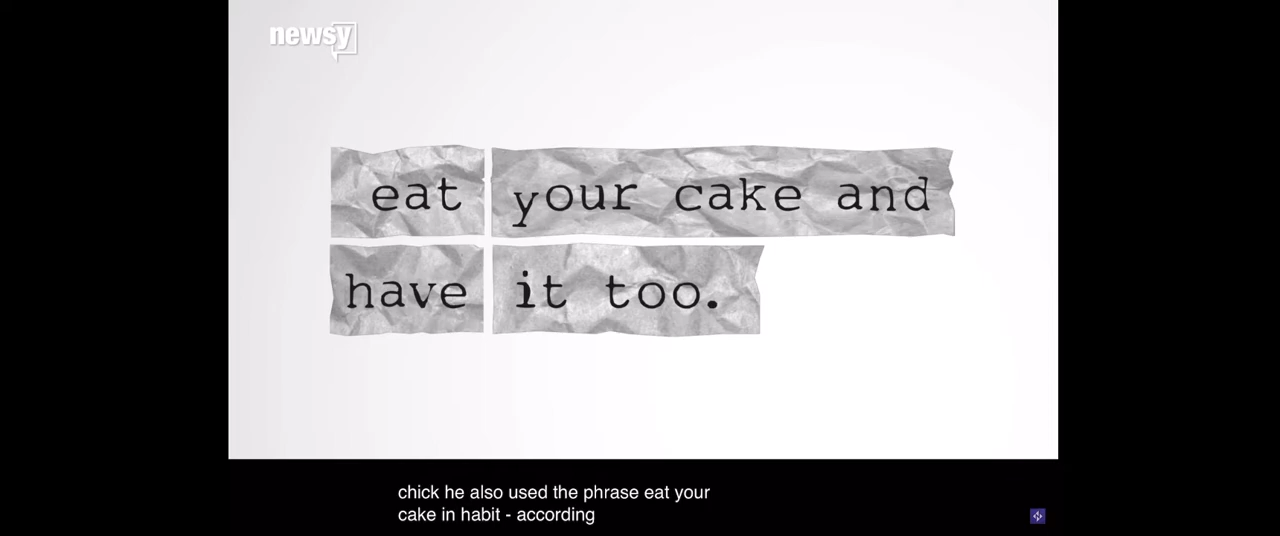 newsy
eat your cake and
have it too.
chick he also used the phrase eat your
cake in habit - according